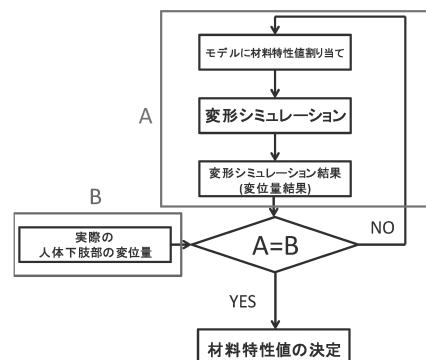 モデルに材料特性値割り当て
A
変形シミュレーション
変形シミュレーション結果
(変位量結果)
B
実際の
人体下肢部の変位量
A=B
NO
YES
材料特性値の決定